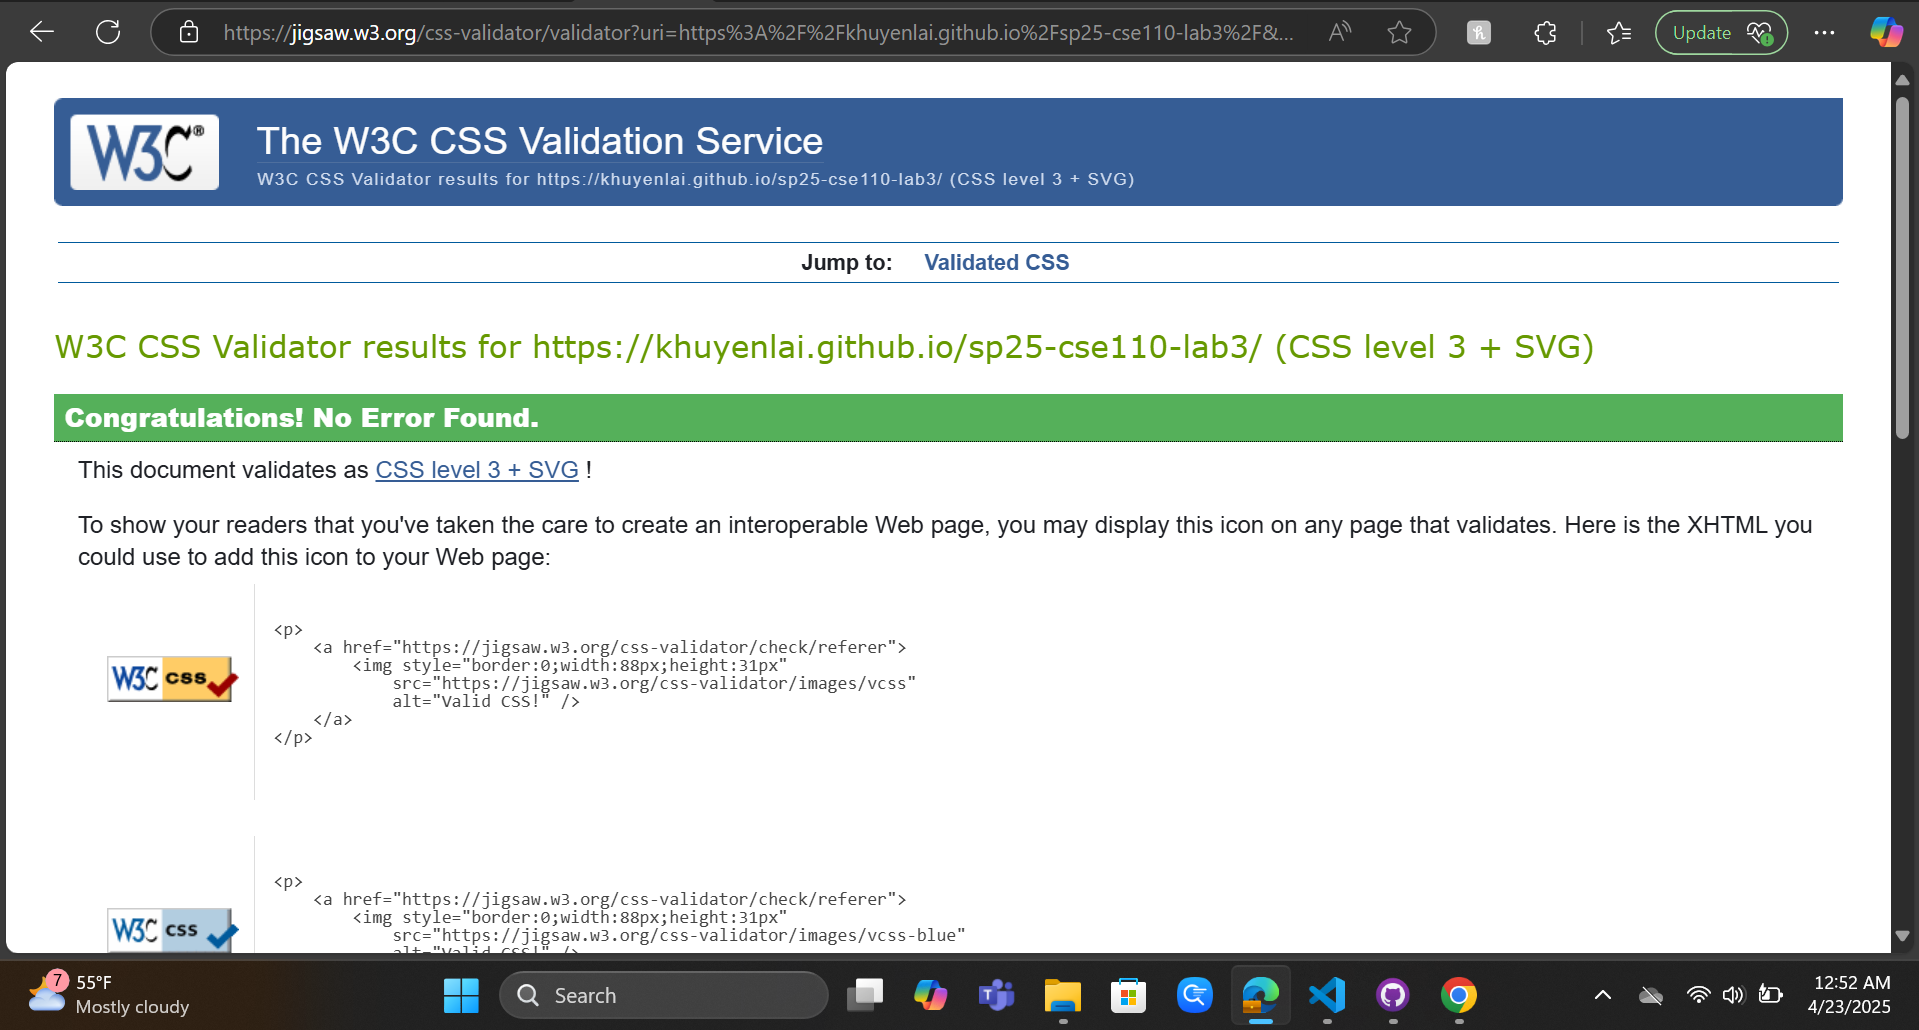 https://jigsaw.w3.org/css-validator/validator?uri=https%3A%2F%2Fkhuyenlai.github.io%2Fsp25-cse110-lab3%2F&...
Update
W3C®
The W3C CSS Validation Service
W3C CSS Validator results for https://khuyenlai.github.io/sp25-cse110-lab3/ (CSS level 3 + SVG)
Jump to: Validated CSS
W3C CSS Validator results for https://khuyenlai.github.io/sp25-cse110-lab3/ (CSS level 3 + SVG)
Congratulations! No Error Found.
This document validates as CSS level 3 + SVG !
To show your readers that you've taken the care to create an interoperable Web page, you may display this icon on any page that validates. Here is the XHTML you
could use to add this icon to your Web page:
W3C css
<p>
<a href="https://jigsaw.w3.org/css-validator/check/referer">
<img style="border:0;width:88px;height:31px"
src="https://jigsaw.w3.org/css-validator/images/vcss"
alt="Valid CSS!" />
</a>
</p>
W3C css
<p>
<a href="https://jigsaw.w3.org/css-validator/check/referer">
<img style="border:0;width:88px;height:31px"
src="https://jigsaw.w3.org/css-validator/images/vcss-blue"
alt="Valid CSS!" />
7
55°F
Mostly cloudy
Search
12:52 AM
4/23/2025